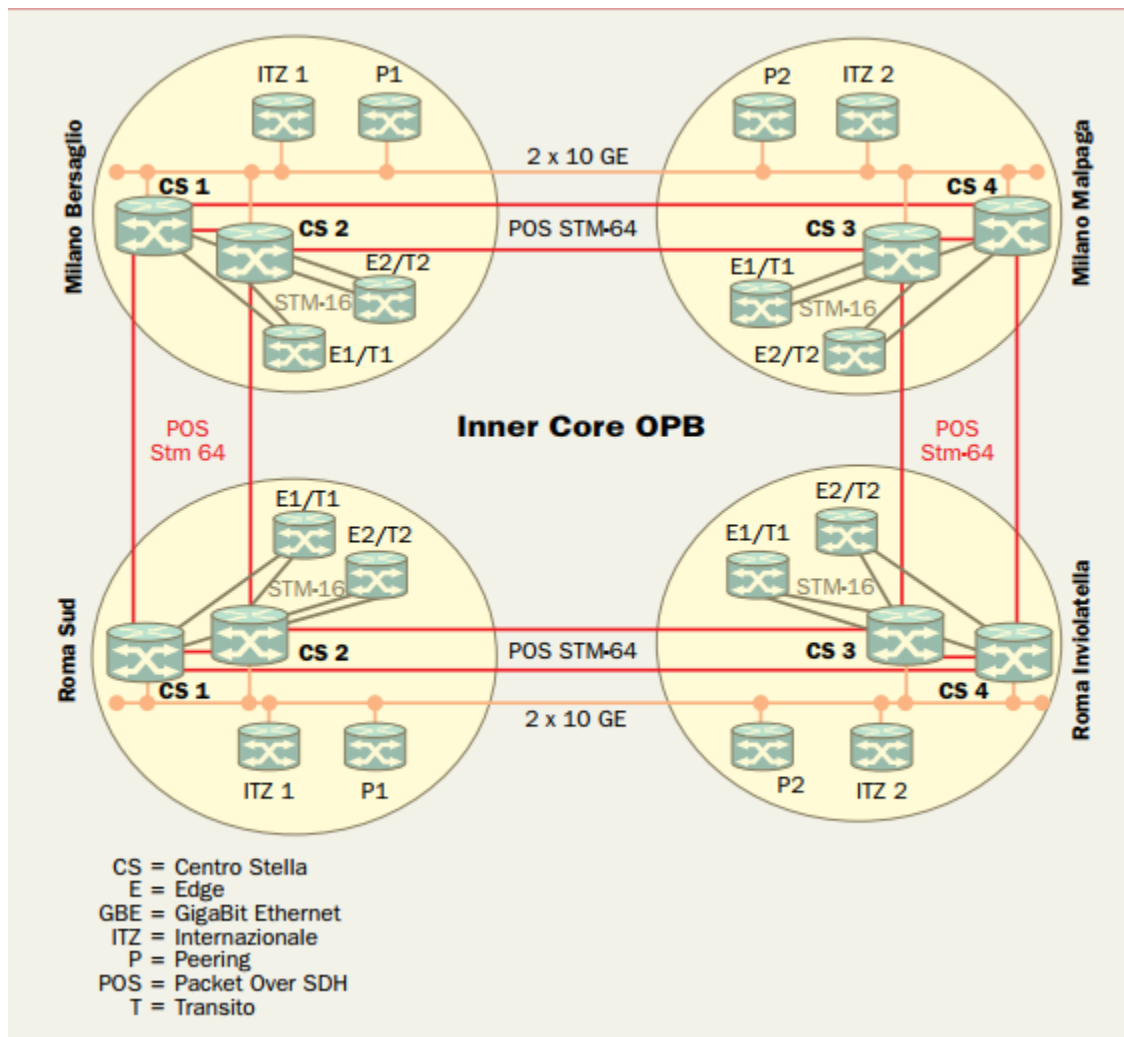 ITZ 1
P1
P2
ITZ 2
Milano Bersaglio
2 x 10 GE
Milano Malpaga
CS 1
CS 4
CS 2
POS STM-64
CS 3
E2/T2
E1/T1
STM-16
STM-16
E1/T1
E2/T2
POS
Stm 64
Inner Core OPB
POS
Stm-64
E1/T1
E2/T2
E2/T2
E1/T1
STM-16
STM-16
Roma Sud
CS 2
POS STM-64
CS 3
Roma Inviolatella
CS 1
CS 4
2 x 10 GE
ITZ 1
P1
P2
ITZ 2
CS = Centro Stella
E = Edge
GBE = GigaBit Ethernet
ITZ = Internazionale
P = Peering
POS = Packet Over SDH
T = Transito